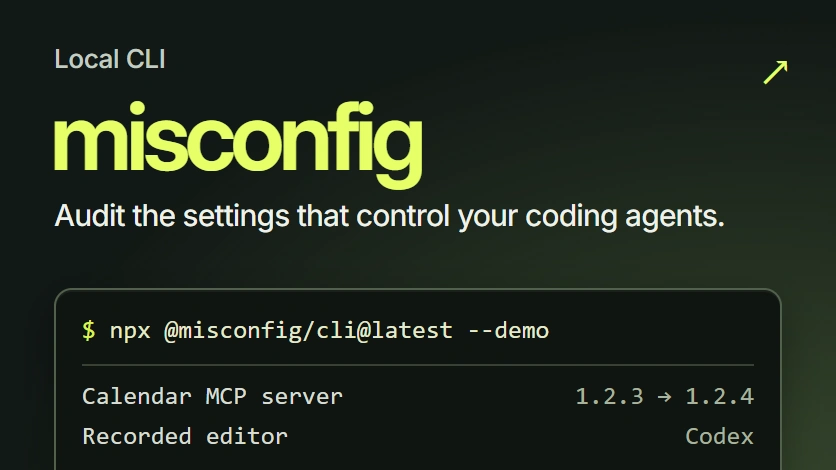 Local CLI
↗
misconfig
Audit the settings that control your coding agents.
$ npx @misconfig/cli@latest --demo
Calendar MCP server 1.2.3 → 1.2.4
Recorded editor Codex